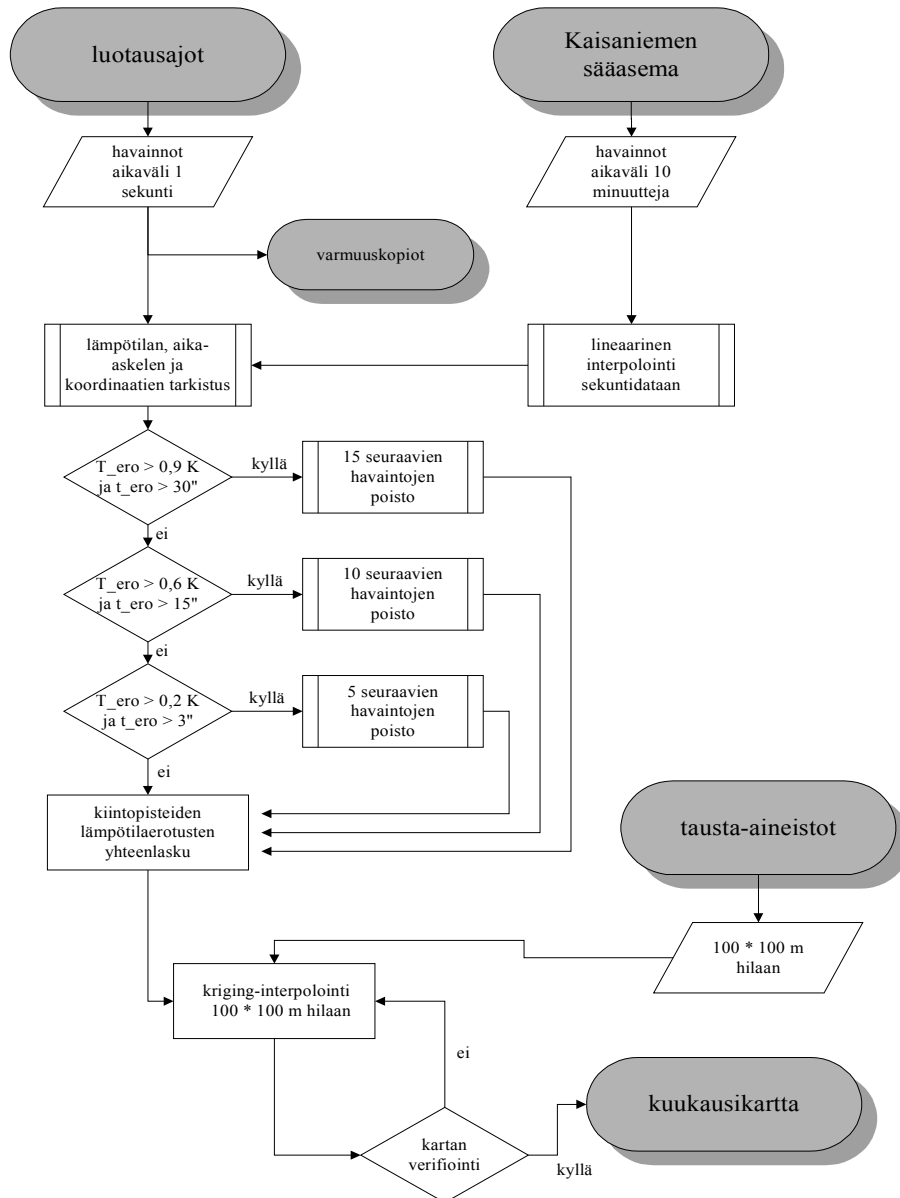 luotausajot
Kaisaniemen
sääasema
havainnot
aikaväli 1
sekunti
havainnot
aikaväli 10
minuutteja
varmuuskopiot
lämpötilan, aika-
askelen ja
koordinaatien tarkistus
lineaarinen
interpolointi
sekuntidataan
T_ero > 0,9 K
ja t_ero > 30"
kyllä
15 seuraavien
havaintojen
poisto
ei
T_ero > 0,6 K
ja t_ero > 15"
kyllä
10 seuraavien
havaintojen
poisto
ei
T_ero > 0,2 K
ja t_ero > 3"
kyllä
5 seuraavien
havaintojen
poisto
ei
kiintopisteiden
lämpötilaerotusten
yhteenlasku
tausta-aineistot
100 * 100 m
hilaan
kriging-interpolointi
100 * 100 m hilaan
ei
kartan
verifiointi
kyllä
kuukausikartta